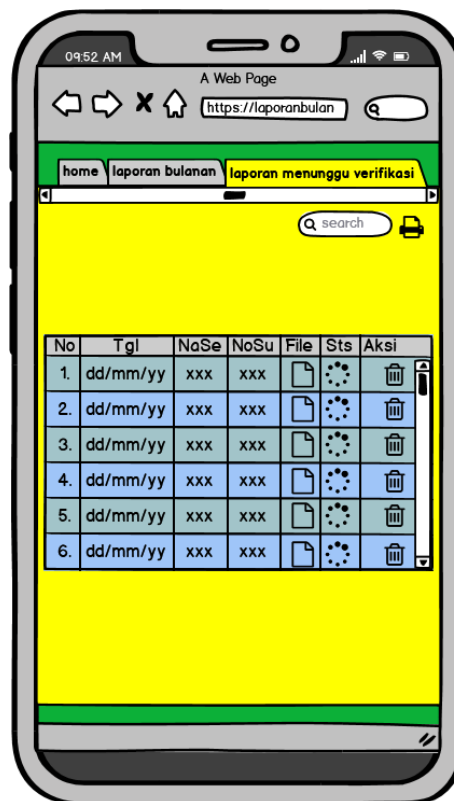 09:52 AM
A Web Page
https://laporanbulan
home laporan bulanan laporan menunggu verifikasi
search
No Tgl NaSe NoSu File Sts Aksi
1. dd/mm/yy xxx xxx
2. dd/mm/yy xxx xxx
3. dd/mm/yy xxx xxx
4. dd/mm/yy xxx xxx
5. dd/mm/yy xxx xxx
6. dd/mm/yy xxx xxx